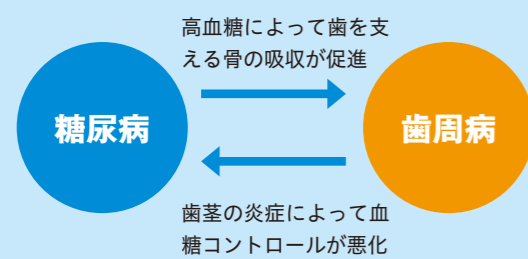 高血糖によって歯を支
える骨の吸収が促進
糖尿病
歯周病
歯茎の炎症によって血
糖コントロールが悪化